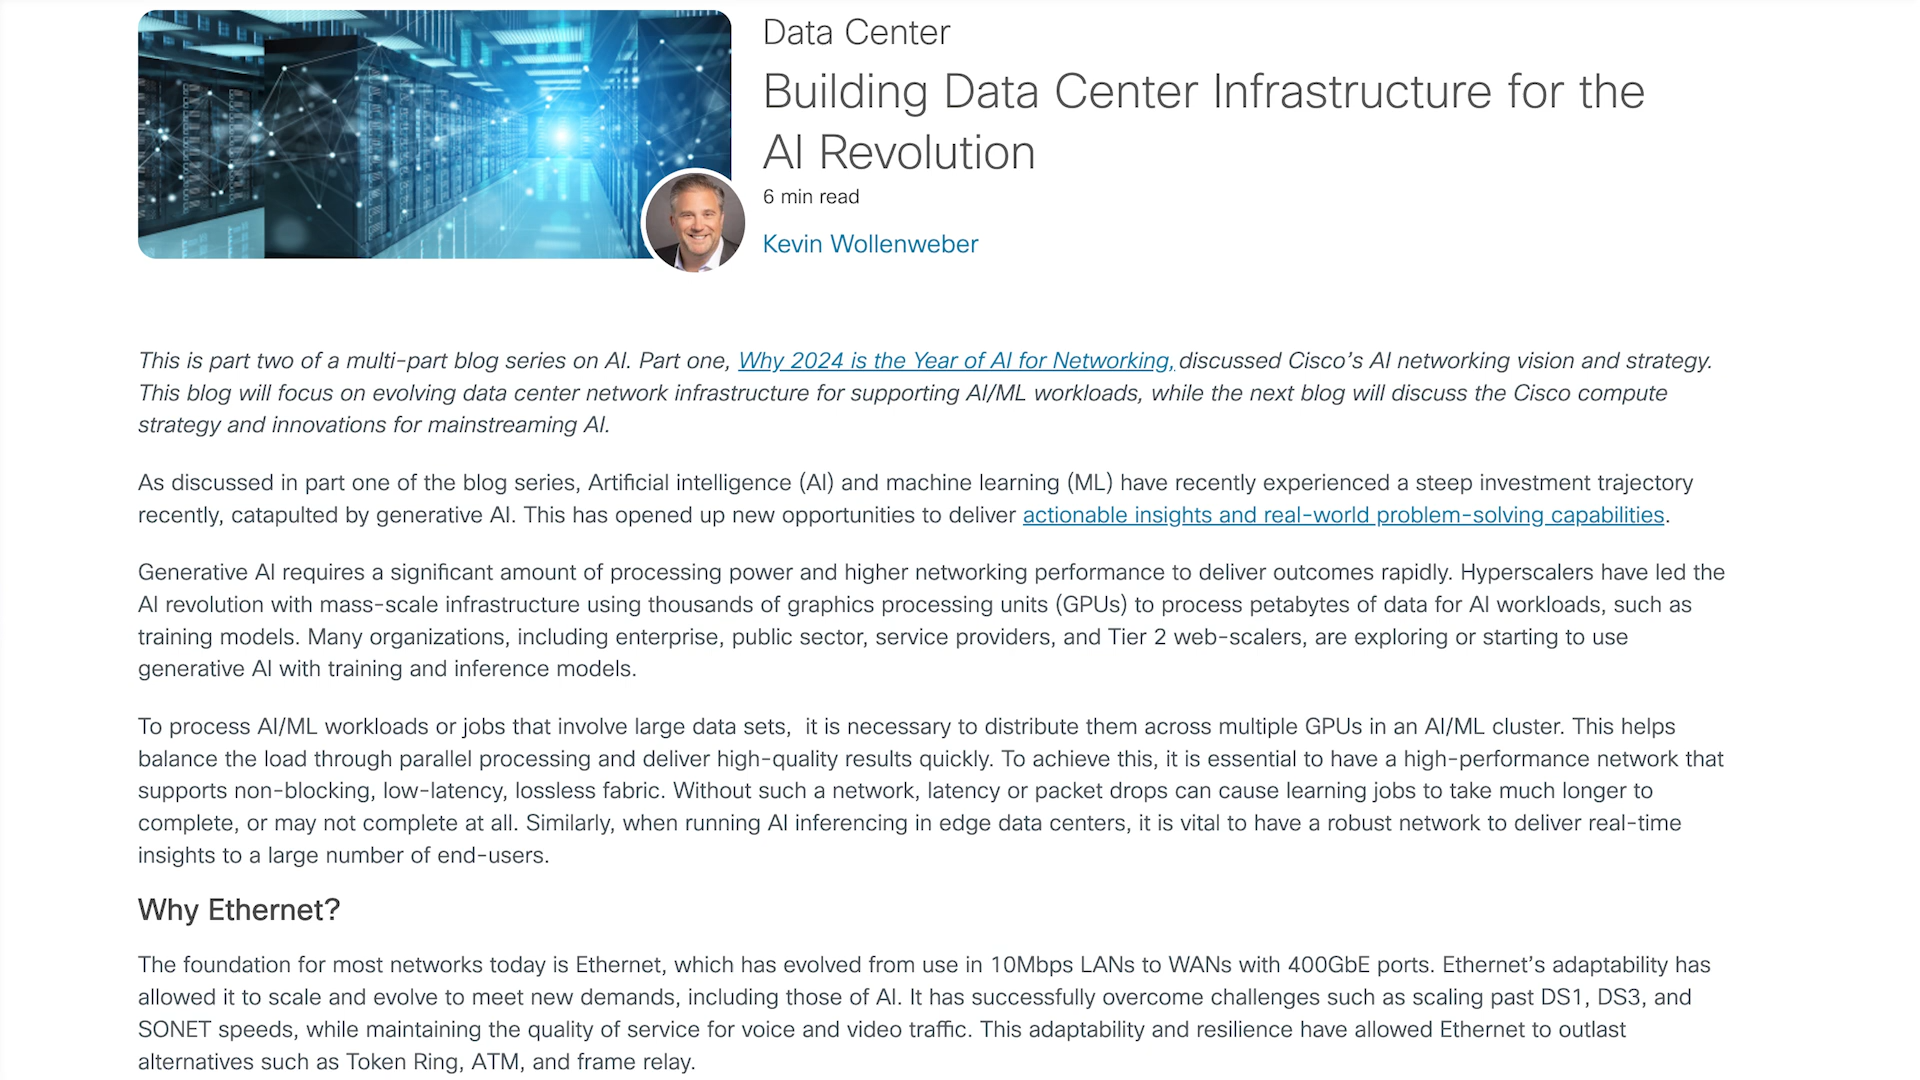 Data Center
Building Data Center Infrastructure for the
AI Revolution
6 min read
Kevin Wollenweber
This is part two of a multi-part blog series on AI. Part one, Why 2024 is the Year of AI for Networking, discussed Cisco’s AI networking vision and strategy.
This blog will focus on evolving data center network infrastructure for supporting AI/ML workloads, while the next blog will discuss the Cisco compute
strategy and innovations for mainstreaming AI.
As discussed in part one of the blog series, Artificial intelligence (AI) and machine learning (ML) have recently experienced a steep investment trajectory
recently, catapulted by generative AI. This has opened up new opportunities to deliver actionable insights and real-world problem-solving capabilities.
Generative AI requires a significant amount of processing power and higher networking performance to deliver outcomes rapidly. Hyperscalers have led the
AI revolution with mass-scale infrastructure using thousands of graphics processing units (GPUs) to process petabytes of data for AI workloads, such as
training models. Many organizations, including enterprise, public sector, service providers, and Tier 2 web-scalers, are exploring or starting to use
generative AI with training and inference models.
To process AI/ML workloads or jobs that involve large data sets,  it is necessary to distribute them across multiple GPUs in an AI/ML cluster. This helps
balance the load through parallel processing and deliver high-quality results quickly. To achieve this, it is essential to have a high-performance network that
supports non-blocking, low-latency, lossless fabric. Without such a network, latency or packet drops can cause learning jobs to take much longer to
complete, or may not complete at all. Similarly, when running AI inferencing in edge data centers, it is vital to have a robust network to deliver real-time
insights to a large number of end-users.
Why Ethernet?
The foundation for most networks today is Ethernet, which has evolved from use in 10Mbps LANs to WANs with 400GbE ports. Ethernet’s adaptability has
allowed it to scale and evolve to meet new demands, including those of AI. It has successfully overcome challenges such as scaling past DS1, DS3, and
SONET speeds, while maintaining the quality of service for voice and video traffic. This adaptability and resilience have allowed Ethernet to outlast
alternatives such as Token Ring, ATM, and frame relay.